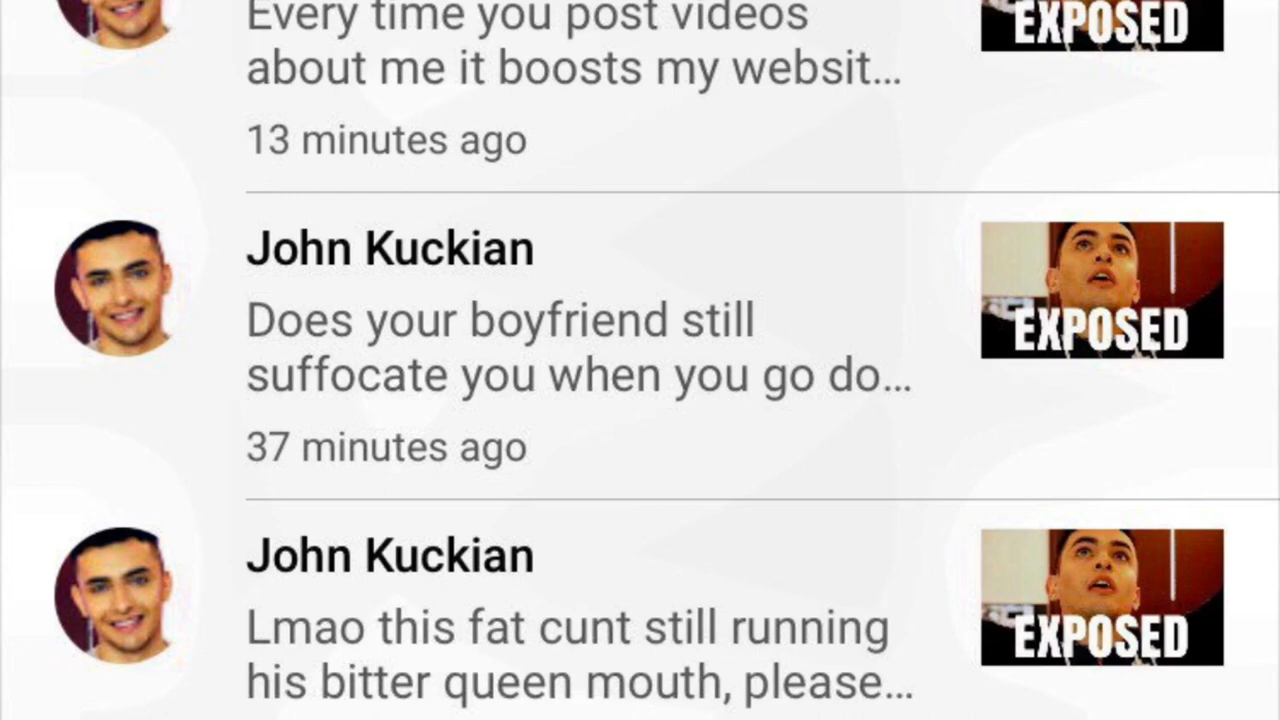 Every time you post videos
about me it boosts my websit...
EXPOSED
13 minutes ago
John Kuckian
Does your boyfriend still
suffocate you when you go do...
EXPOSED
37 minutes ago
John Kuckian
Lmao this fat cunt still running
his bitter queen mouth, please...
EXPOSED